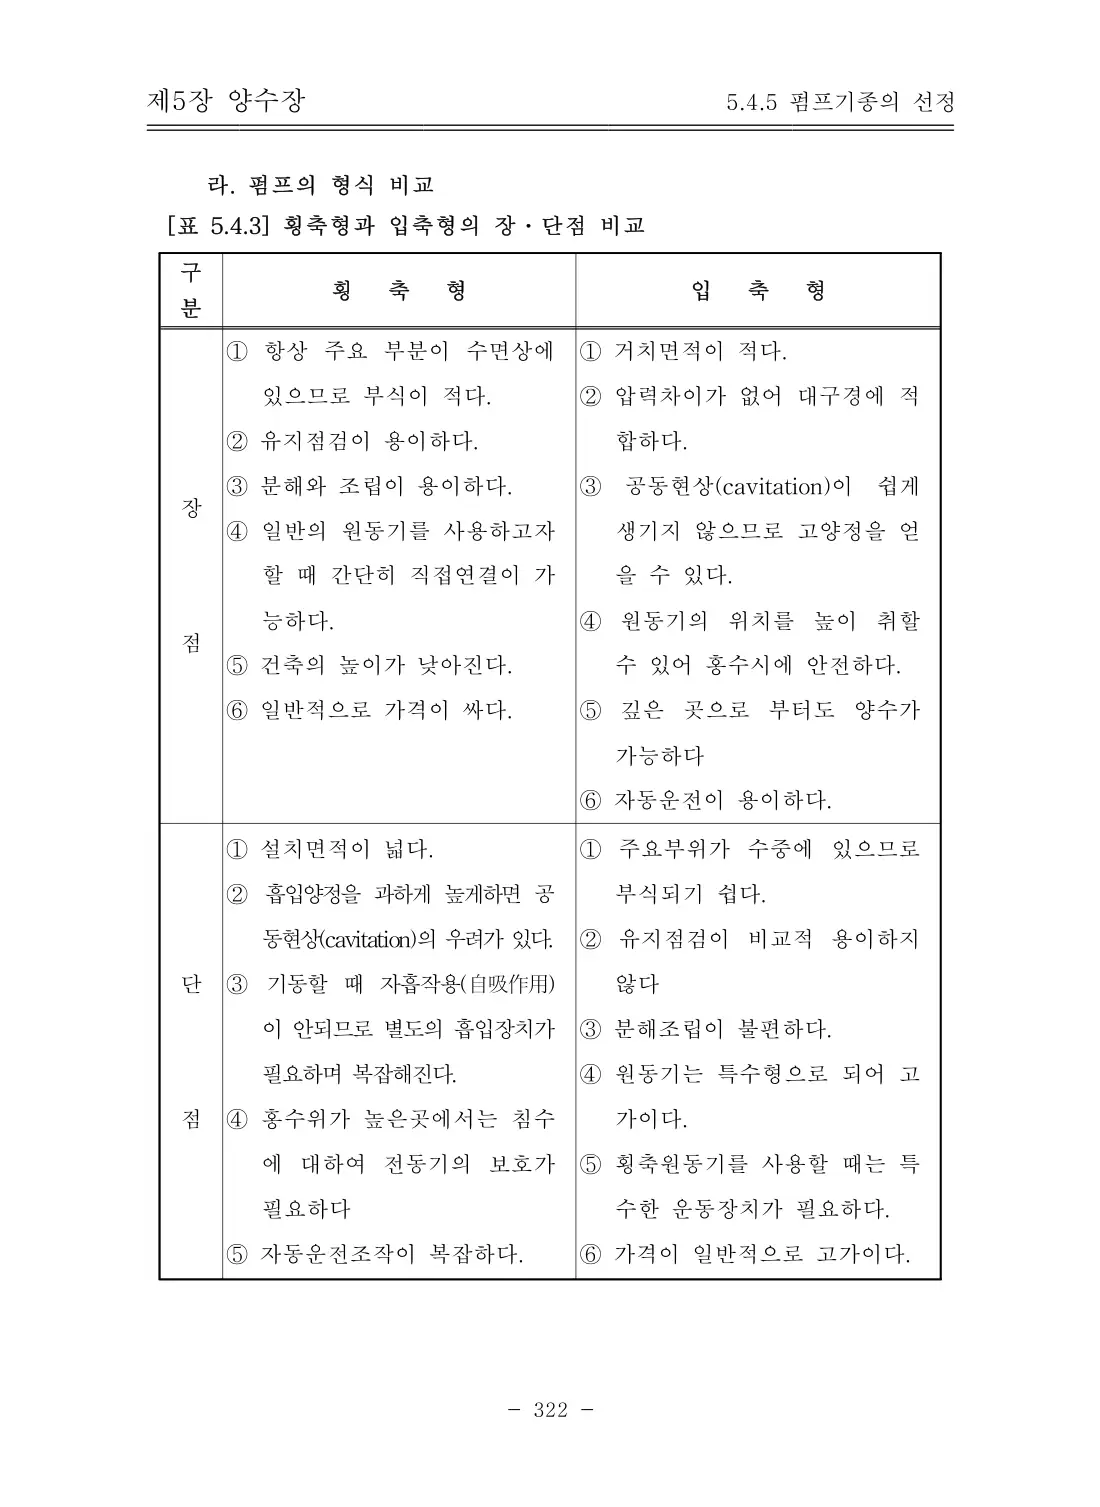 제5장 양수장
5.4.5 펌프기종의 선정
라. 펌프의 형식 비교
[표 5.4.3] 횡축형과 입축형의 장·단점 비교
구
분
횡 축 형
입 축 형
장
점
① 항상 주요 부분이 수면상에
있으므로 부식이 적다.
② 유지점검이 용이하다.
③ 분해와 조립이 용이하다.
④ 일반의 원동기를 사용하고자
할 때 간단히 직접연결이 가
능하다.
⑤ 건축의 높이가 낮아진다.
⑥ 일반적으로 가격이 싸다.
① 거치면적이 적다.
② 압력차이가 없어 대구경에 적
합하다.
③ 공동현상(cavitation)이 쉽게
생기지 않으므로 고양정을 얻
을 수 있다.
④ 원동기의 위치를 높이 취할
수 있어 홍수시에 안전하다.
⑤ 깊은 곳으로 부터도 양수가
가능하다
⑥ 자동운전이 용이하다.
단
점
① 설치면적이 넓다.
② 흡입양정을 과하게 높게하면 공
동현상(cavitation)의 우려가 있다.
③ 기동할 때 자흡작용(自吸作用)
이 안되므로 별도의 흡입장치가
필요하며 복잡해진다.
④ 홍수위가 높은곳에서는 침수
에 대하여 전동기의 보호가
필요하다
⑤ 자동운전조작이 복잡하다.
① 주요부위가 수중에 있으므로
부식되기 쉽다.
② 유지점검이 비교적 용이하지
않다
③ 분해조립이 불편하다.
④ 원동기는 특수형으로 되어 고
가이다.
⑤ 횡축원동기를 사용할 때는 특
수한 운동장치가 필요하다.
⑥ 가격이 일반적으로 고가이다.
- 322 -